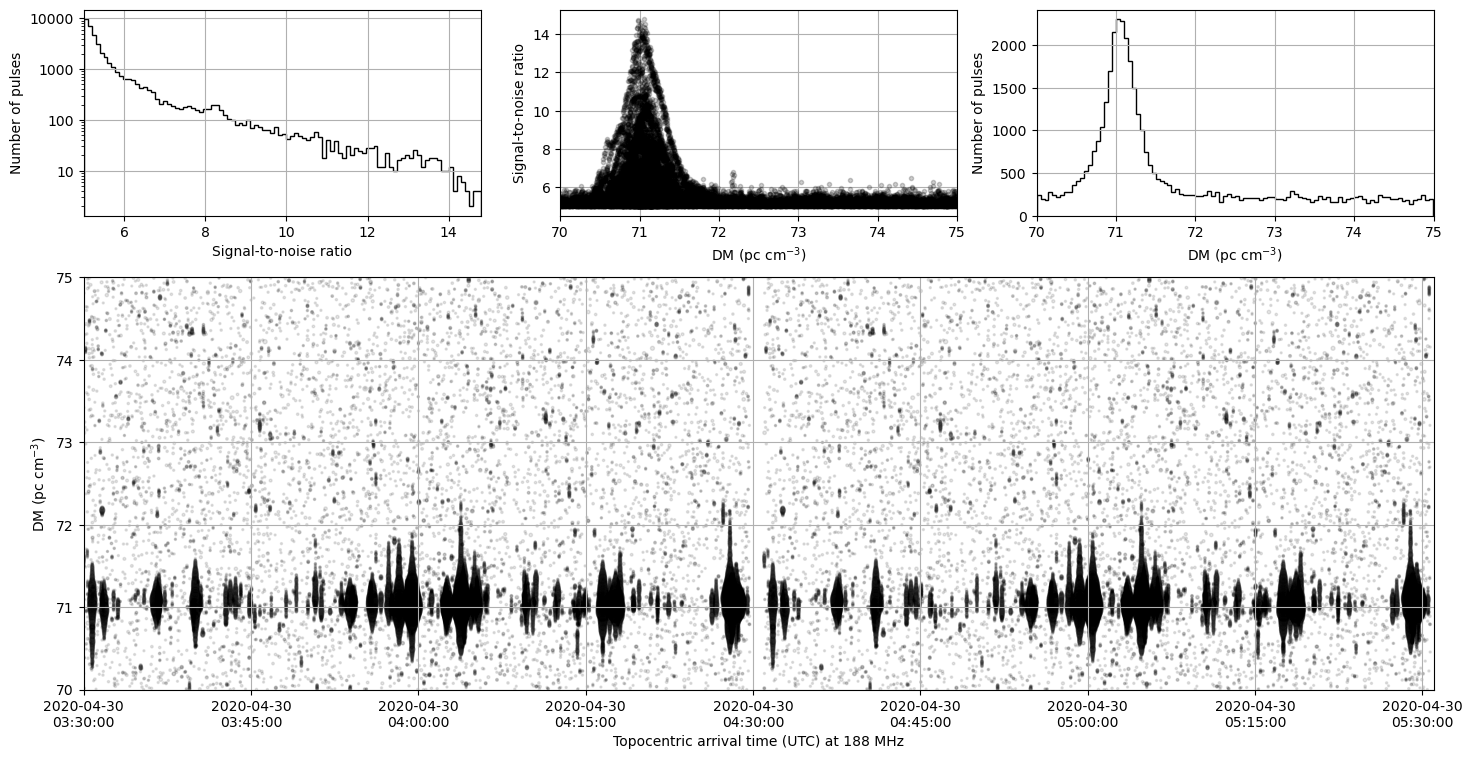 10000
1000
100
10
Number of pulses
6 8 10 12 14
Signal-to-noise ratio
14
12
10
8
6
Signal-to-noise ratio
70 71 72 73 74 75
DM (pc cm⁻³)
2000
1500
1000
500
0
Number of pulses
70 71 72 73 74 75
DM (pc cm⁻³)
75
74
73
72
71
70
DM (pc cm⁻³)
2020-04-30 2020-04-30 2020-04-30 2020-04-30 2020-04-30 2020-04-30 2020-04-30 2020-04-30 2020-04-30
03:30:00 03:45:00 04:00:00 04:15:00 04:30:00 04:45:00 05:00:00 05:15:00 05:30:00
Topocentric arrival time (UTC) at 188 MHz